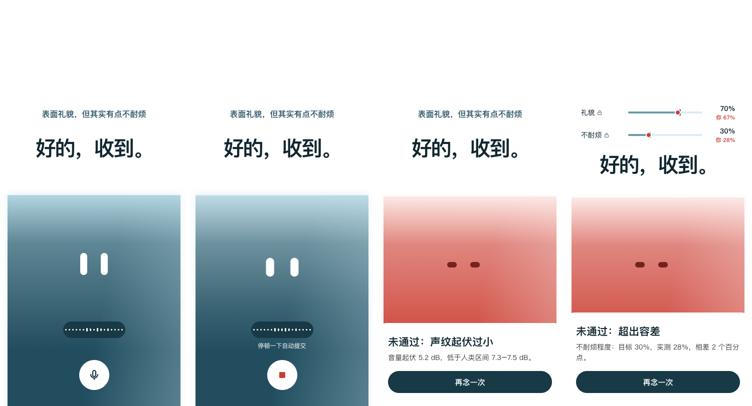 表面礼貌，但其实有点不耐烦
好的，收到。
表面礼貌，但其实有点不耐烦
好的，收到。
停顿一下自动提交
表面礼貌，但其实有点不耐烦
好的，收到。
未通过：声纹起伏过小
音量起伏 5.2 dB，低于人类区间 7.3–7.5 dB。
再念一次
礼貌
70%
67%
不耐烦
30%
28%
好的，收到。
未通过：超出容差
不耐烦程度：目标 30%，实测 28%，相差 2 个百分
点。
再念一次